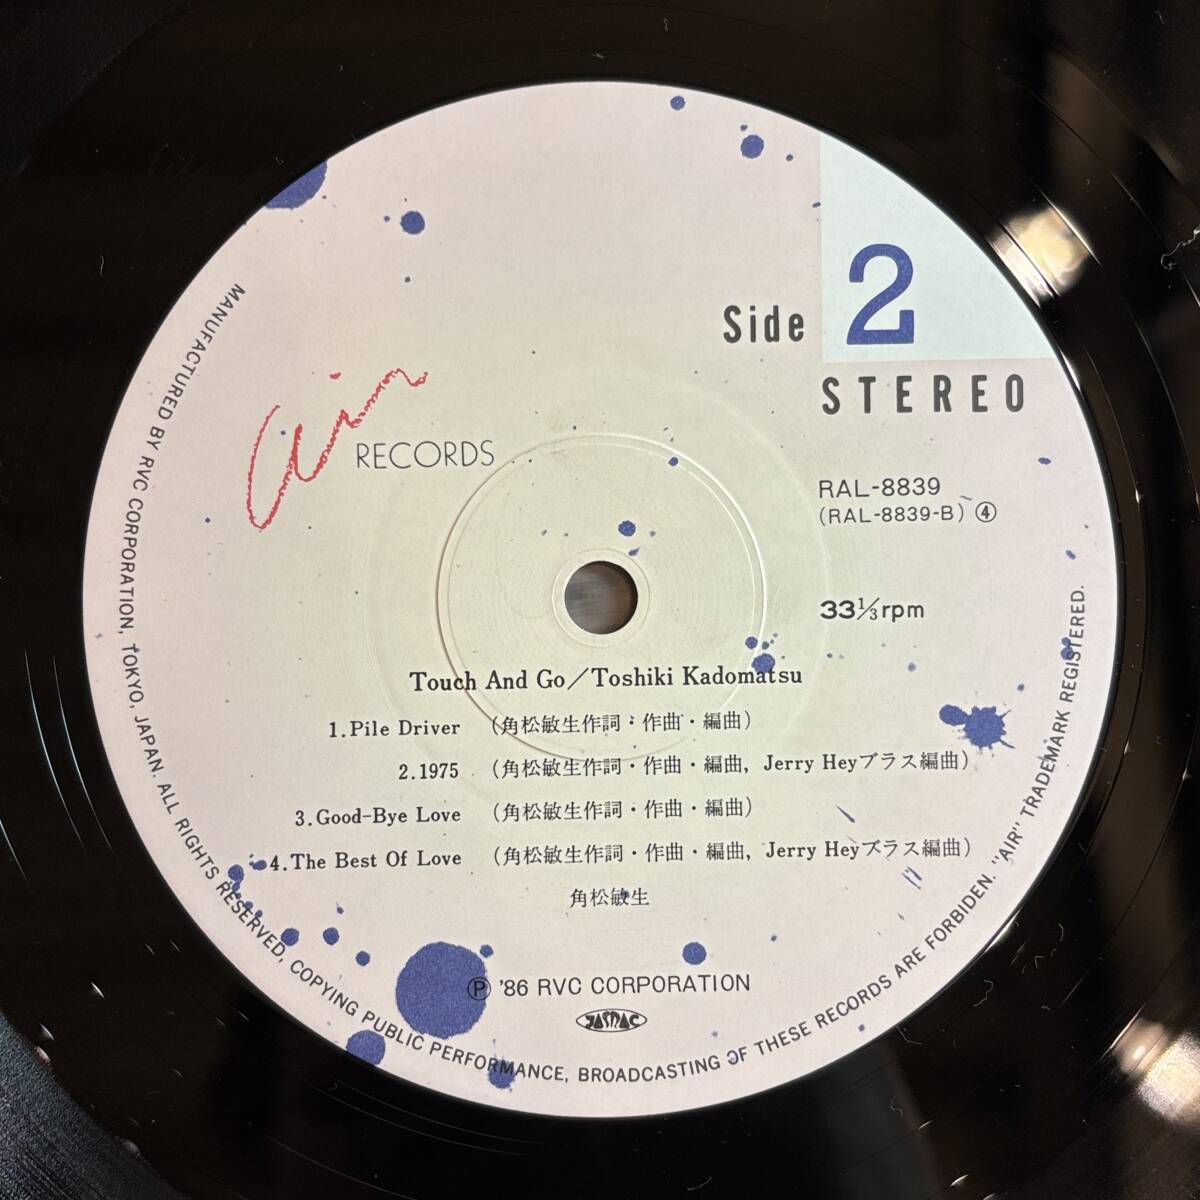 Side 2
STEREO
Air
RECORDS
RAL-8839
(RAL-8839-B) ④
33⅓rpm
Touch And Go/Toshiki Kadomatsu
1.Pile Driver (角松敏生作詞・作曲・編曲)
2.1975 (角松敏生作詞・作曲・編曲, Jerry Heyブラス編曲)
3.Good-Bye Love (角松敏生作詞・作曲・編曲)
4.The Best Of Love (角松敏生作詞・作曲・編曲, Jerry Heyブラス編曲)
角松敏生
Ⓟ '86 RVC CORPORATION
JASRAC
MANUFACTURED BY RVC CORPORATION, TOKYO, JAPAN. ALL RIGHTS RESERVED, COPYING PUBLIC PERFORMANCE, BROADCASTING OF THESE RECORDS ARE FORBIDDEN. "AIR" TRADEMARK REGISTERED.